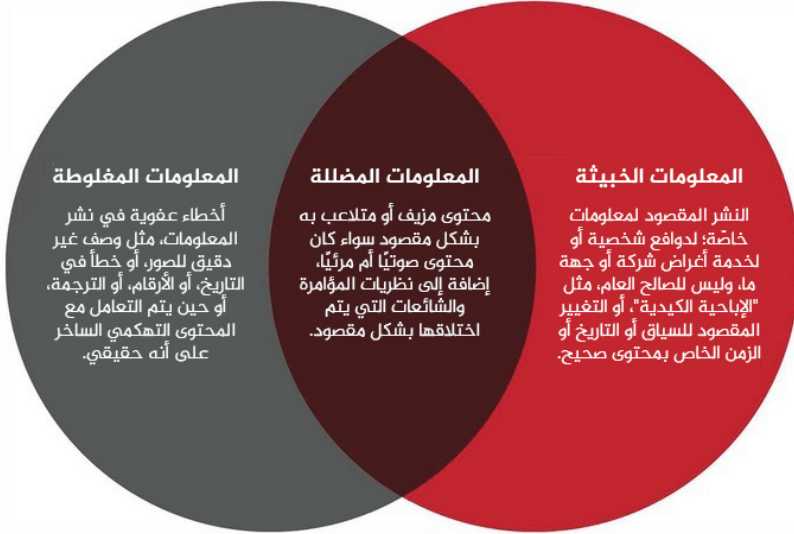 المعلومات الخبيثة
النشر المقصود لمعلومات
خاصّة؛ لدوافع شخصية أو
لخدمة أغراض شركة أو جهة
ما، وليس للصالح العام، مثل
"الإباحية الكيدية"، أو التغيير
المقصود للسياق أو التاريخ أو
الزمن الخاص بمحتوى صحيح.
المعلومات المضللة
محتوى مزيف أو متلاعب به
بشكل مقصود سواء كان
محتوى صوتيًا أم مرئيًا،
إضافة إلى نظريات المؤامرة
والشائعات التي يتم
اختلاقها بشكل مقصود.
المعلومات المغلوطة
أخطاء عفوية في نشر
المعلومات، مثل وصف غير
دقيق للصور، أو خطأ في
التاريخ، أو الأرقام، أو الترجمة،
أو حين يتم التعامل مع
المحتوى التهكمي الساخر
على أنه حقيقي.